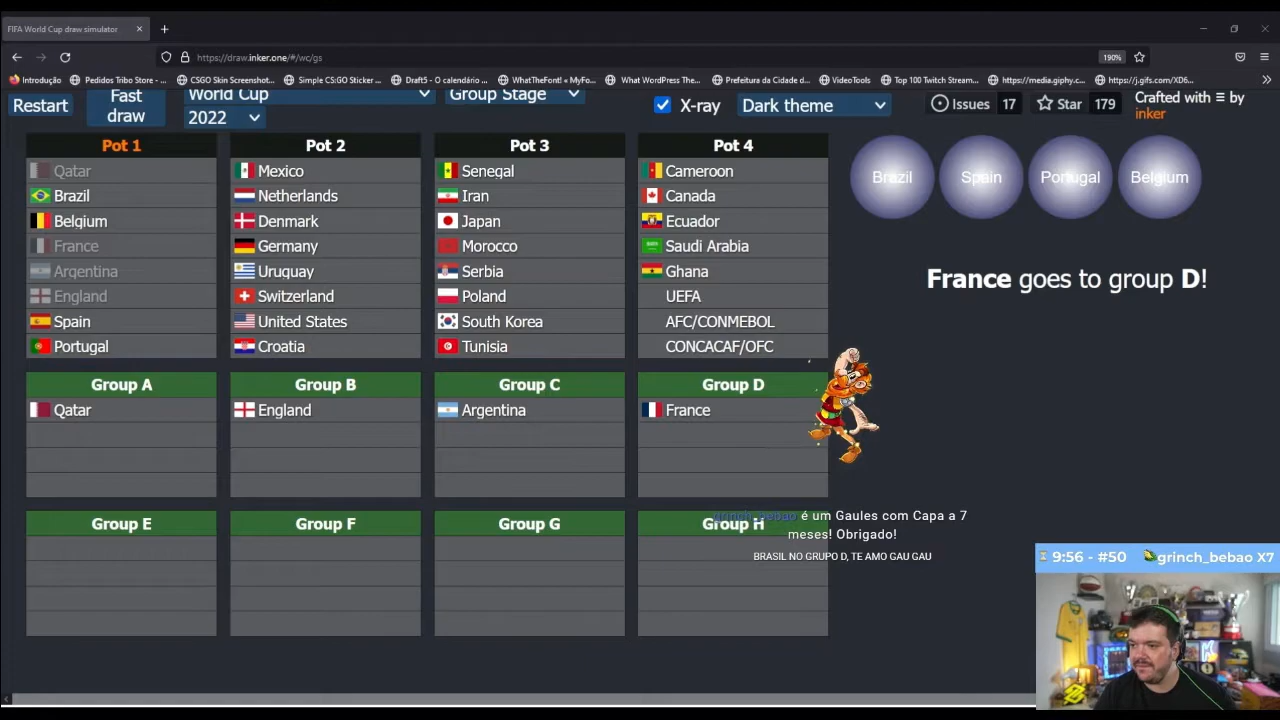 FIFA World Cup draw simulator
https://draw.inker.one/#/wc/gs
190%
Introdução
Pedidos Tribo Store -
CSGO Skin Screenshot...
Simple CS:GO Sticker ...
Draft5 - O calendário ...
WhatTheFont! « MyFo...
What WordPress The...
Prefeitura da Cidade d...
VideoTools
Top 100 Twitch Stream...
https://media.giphy.c...
https://j.gifs.com/XD6...
Restart
Fast
draw
World Cup
2022
Group Stage
X-ray
Dark theme
Issues 17
Star 179
Crafted with ☰ by
inker
Pot 1
Qatar
Brazil
Belgium
France
Argentina
England
Spain
Portugal
Pot 2
Mexico
Netherlands
Denmark
Germany
Uruguay
Switzerland
United States
Croatia
Pot 3
Senegal
Iran
Japan
Morocco
Serbia
Poland
South Korea
Tunisia
Pot 4
Cameroon
Canada
Ecuador
Saudi Arabia
Ghana
UEFA
AFC/CONMEBOL
CONCACAF/OFC
Brazil
Spain
Portugal
Belgium
France goes to group D!
Group A
Qatar
Group B
England
Group C
Argentina
Group D
France
Group E
Group F
Group G
Group H
grinch_bebao é um Gaules com Capa a 7
meses! Obrigado!
BRASIL NO GRUPO D, TE AMO GAU GAU
9:56 - #50
grinch_bebao X7